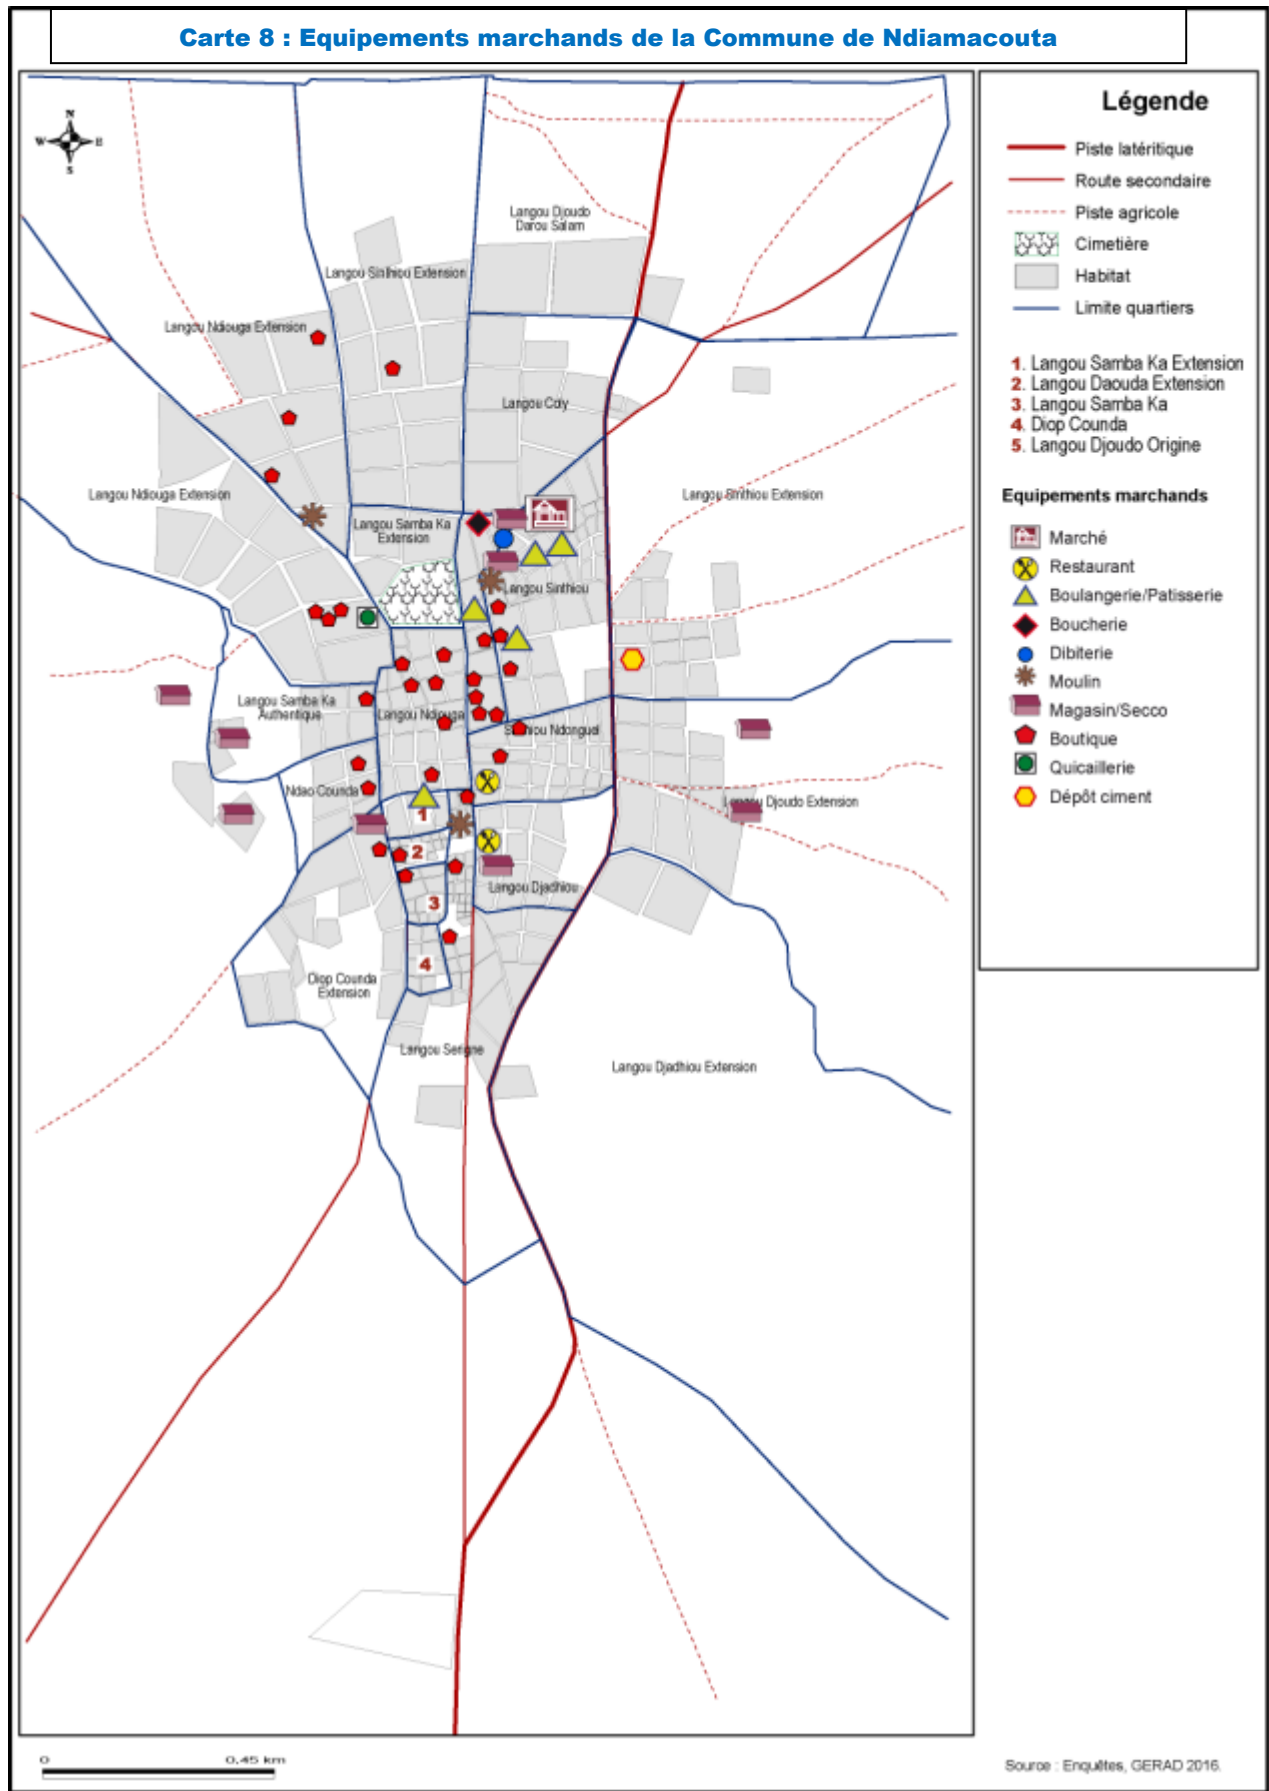 Carte 8 : Equipements marchands de la Commune de Ndiamacouta
N
W E
S
Langou Djoudo
Darou Salam
Langou Sinthiou Extension
Langou Ndiouga Extension
Langou Coly
Langou Ndiouga Extension
Langou Sinthiou Extension
Langou Samba Ka
Extension
Langou Sinthiou
Langou Samba Ka
Authentique
Langou Ndiouga
Sinthiou Ndonguel
Ndao Counda
Langou Djoudo Extension
1
2
Langou Djadhiou
3
4
Diop Counda
Extension
Langou Serigne
Langou Djadhiou Extension
0 0,45 km
Légende
Piste latéritique
Route secondaire
Piste agricole
Cimetière
Habitat
Limite quartiers
1. Langou Samba Ka Extension
2. Langou Daouda Extension
3. Langou Samba Ka
4. Diop Counda
5. Langou Djoudo Origine
Equipements marchands
Marché
Restaurant
Boulangerie/Patisserie
Boucherie
Dibiterie
Moulin
Magasin/Secco
Boutique
Quicaillerie
Dépôt ciment
Source : Enquêtes, GERAD 2016.